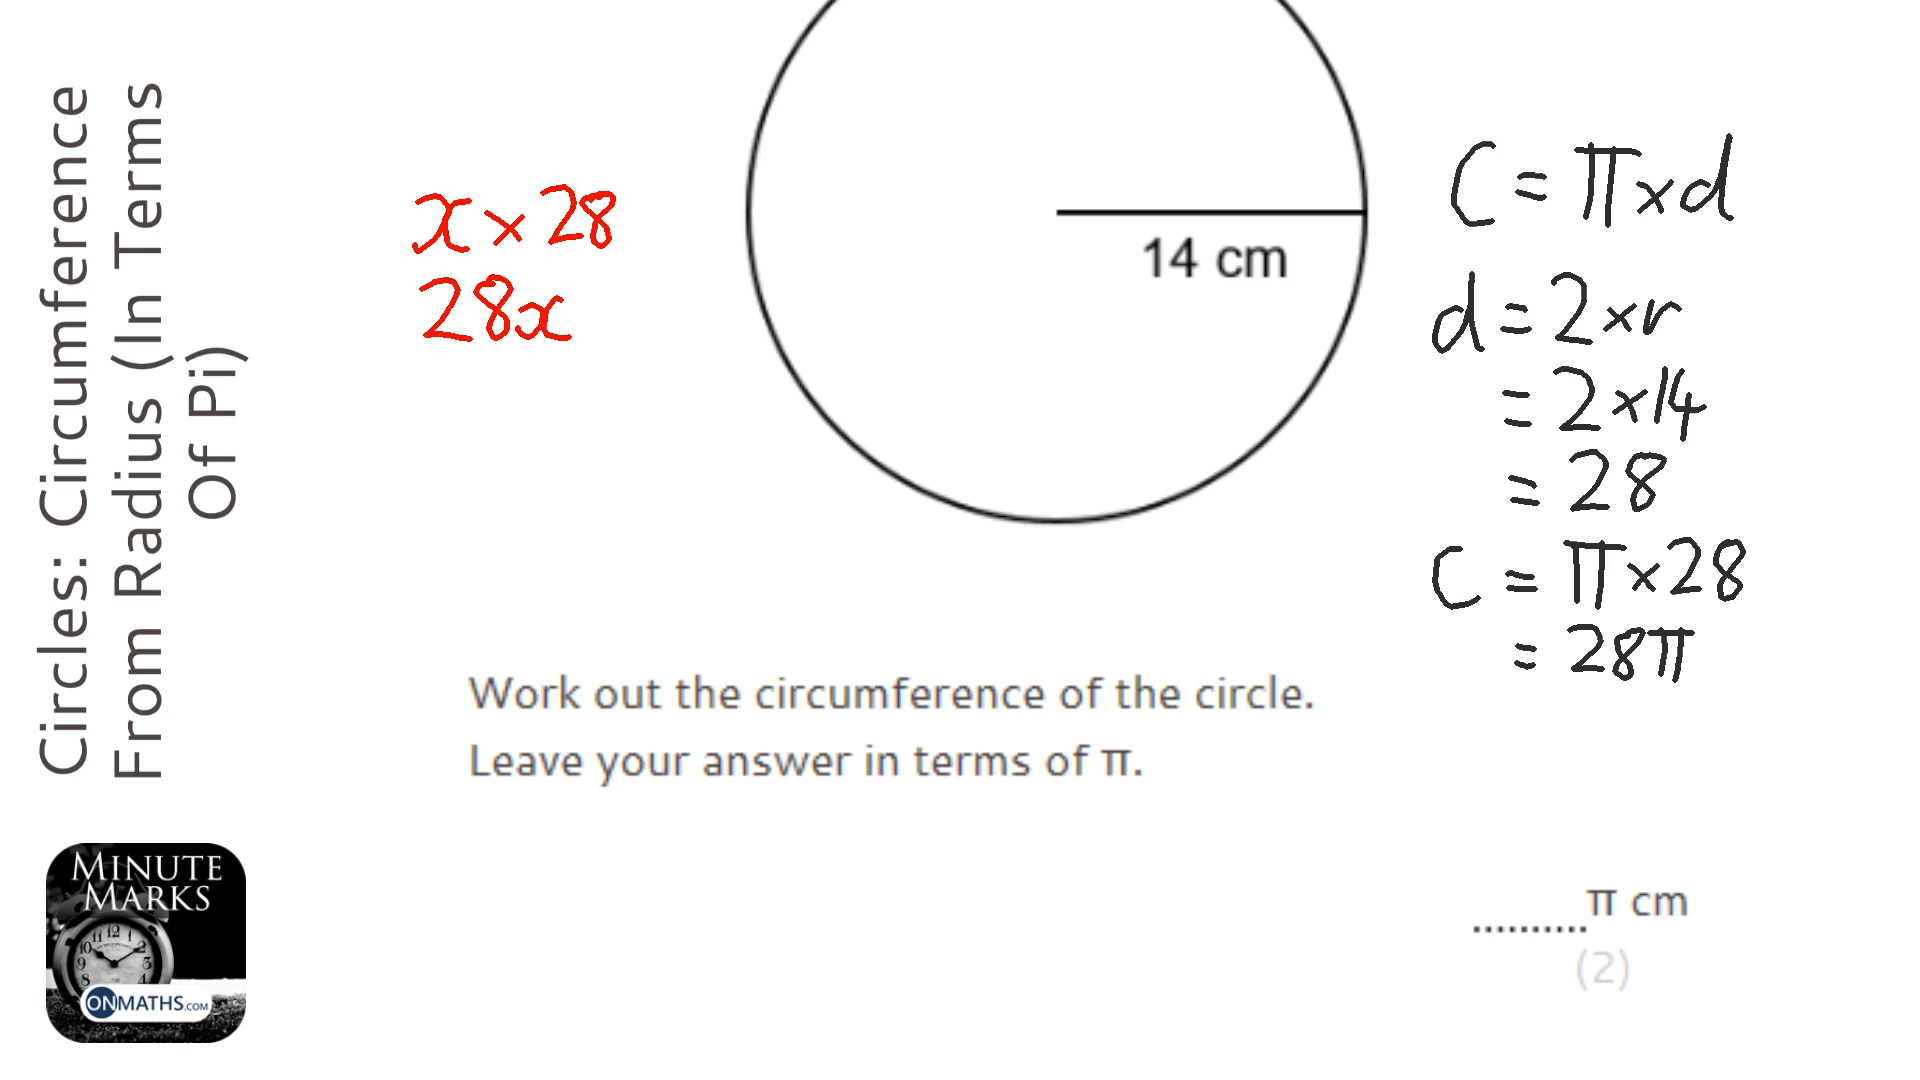 Circles: Circumference
From Radius (In Terms
Of Pi)
x × 28
28x
14 cm
C = π × d
d = 2 × r
= 2 × 14
= 28
C = π × 28
= 28π
Work out the circumference of the circle.
Leave your answer in terms of π.
..........π cm
(2)
MINUTE
MARKS
ONMATHS.COM